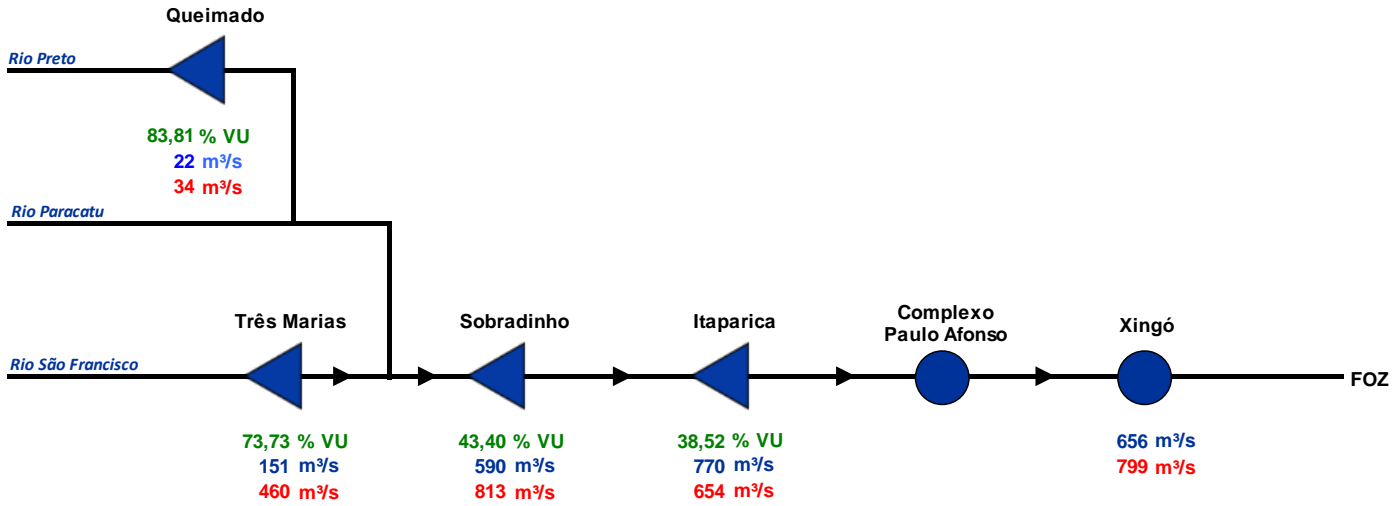 Queimado
Rio Preto
83,81 % VU
22 m³/s
34 m³/s
Rio Paracatu
Três Marias
Sobradinho
Itaparica
Complexo
Paulo Afonso
Xingó
Rio São Francisco
FOZ
73,73 % VU
151 m³/s
460 m³/s
43,40 % VU
590 m³/s
813 m³/s
38,52 % VU
770 m³/s
654 m³/s
656 m³/s
799 m³/s